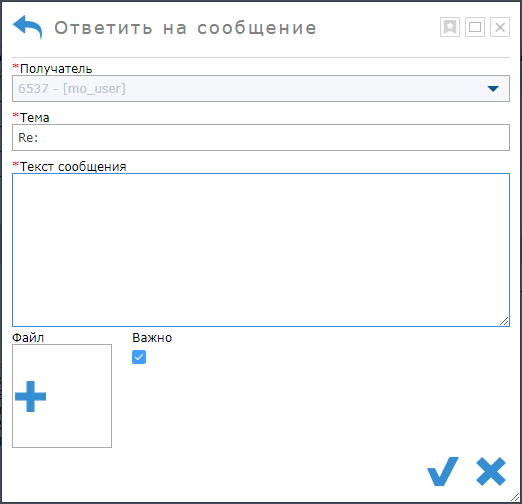 Ответить на сообщение
*Получатель
6537 - [mo_user]
*Тема
Re:
*Текст сообщения
Файл
Важно